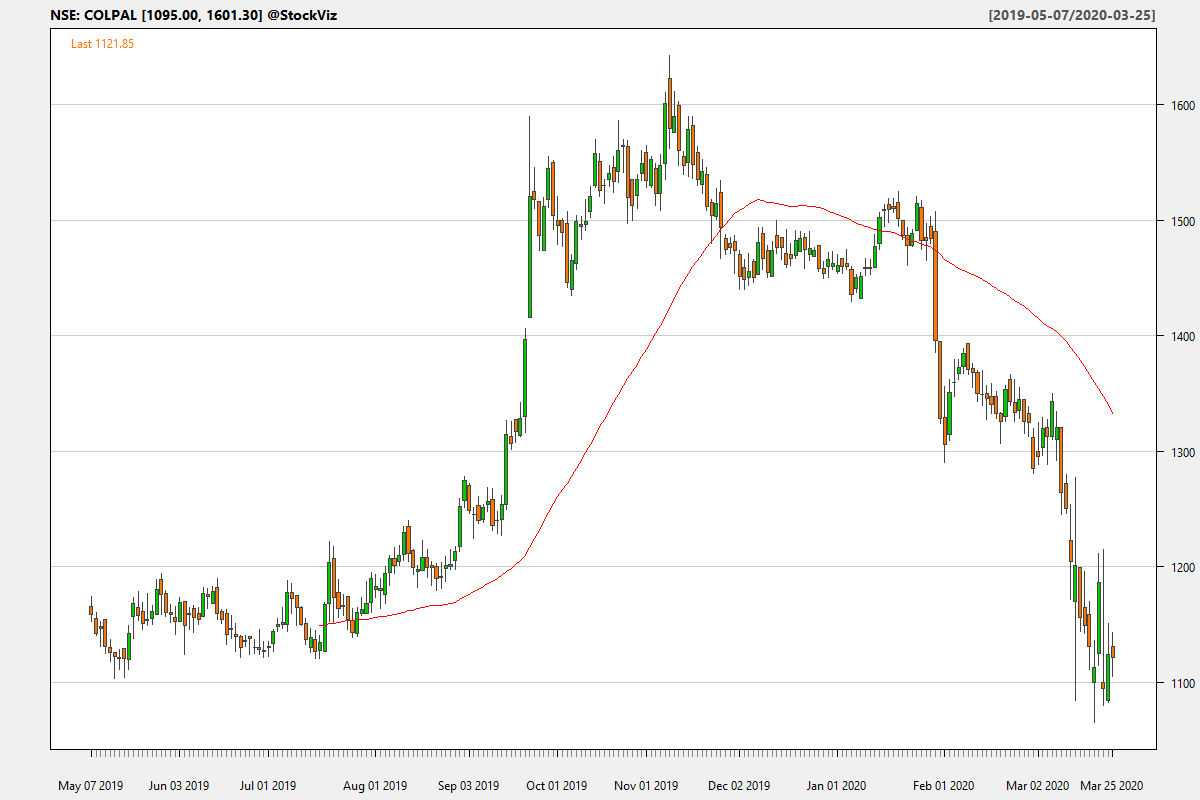 NSE: COLPAL [1095.00, 1601.30] @StockViz
[2019-05-07/2020-03-25]
Last 1121.85
1600
1500
1400
1300
1200
1100
May 07 2019 Jun 03 2019 Jul 01 2019 Aug 01 2019 Sep 03 2019 Oct 01 2019 Nov 01 2019 Dec 02 2019 Jan 01 2020 Feb 01 2020 Mar 02 2020 Mar 25 2020